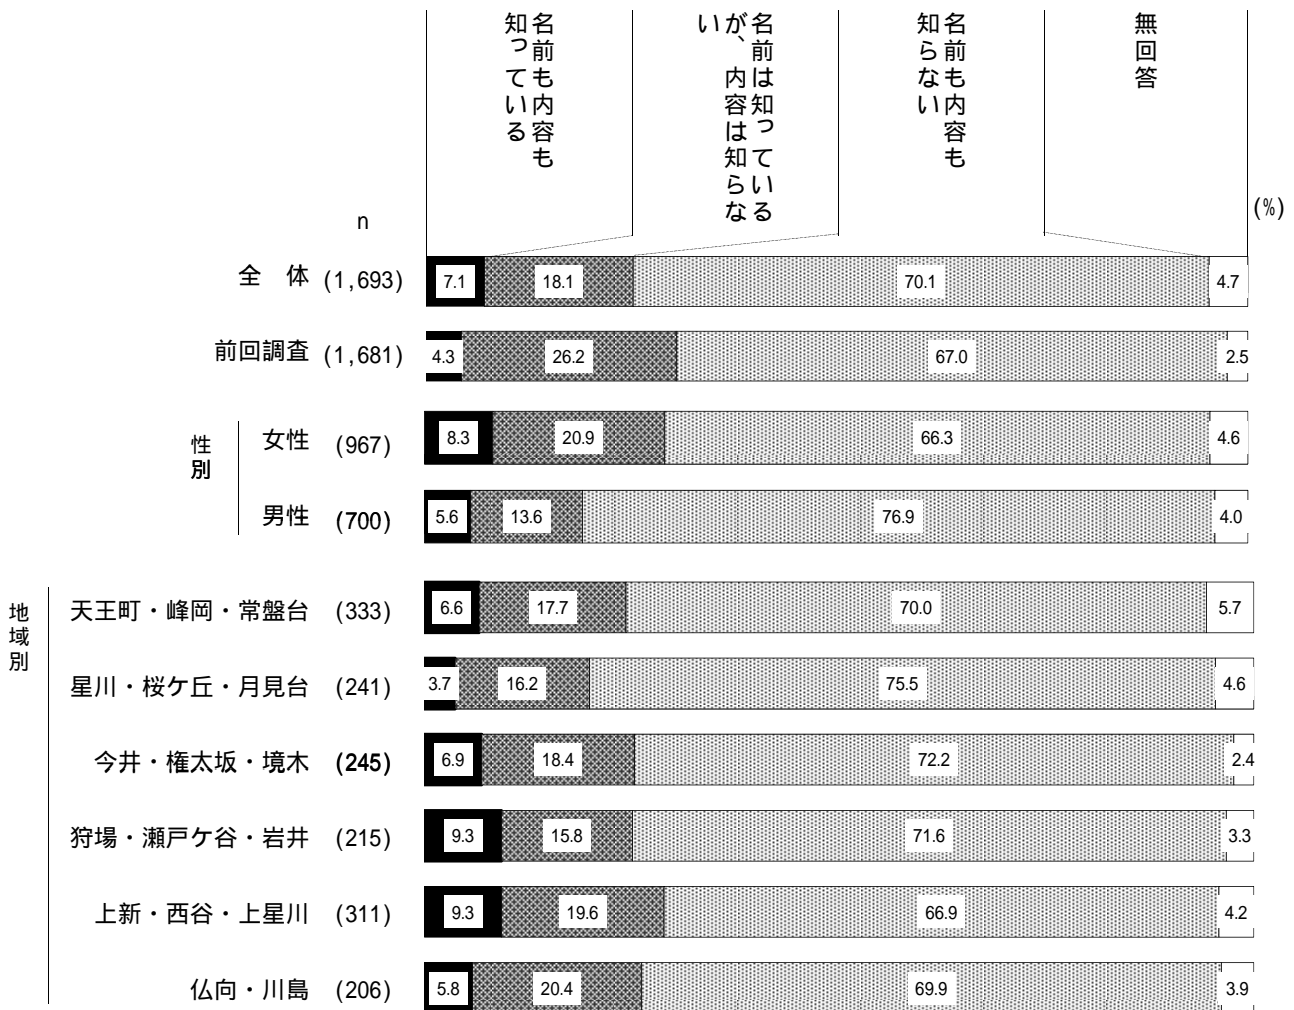 名前も内容も
知っている
名前は知っている
が、内容は知らな
い
名前も内容も
知らない
無回答
(%)
n
全 体 (1,693) 7.1 18.1 70.1 4.7
前回調査 (1,681) 4.3 26.2 67.0 2.5
性別
女性 (967) 8.3 20.9 66.3 4.6
男性 (700) 5.6 13.6 76.9 4.0
地域別
天王町・峰岡・常盤台 (333) 6.6 17.7 70.0 5.7
星川・桜ケ丘・月見台 (241) 3.7 16.2 75.5 4.6
今井・権太坂・境木 (245) 6.9 18.4 72.2 2.4
狩場・瀬戸ケ谷・岩井 (215) 9.3 15.8 71.6 3.3
上新・西谷・上星川 (311) 9.3 19.6 66.9 4.2
仏向・川島 (206) 5.8 20.4 69.9 3.9